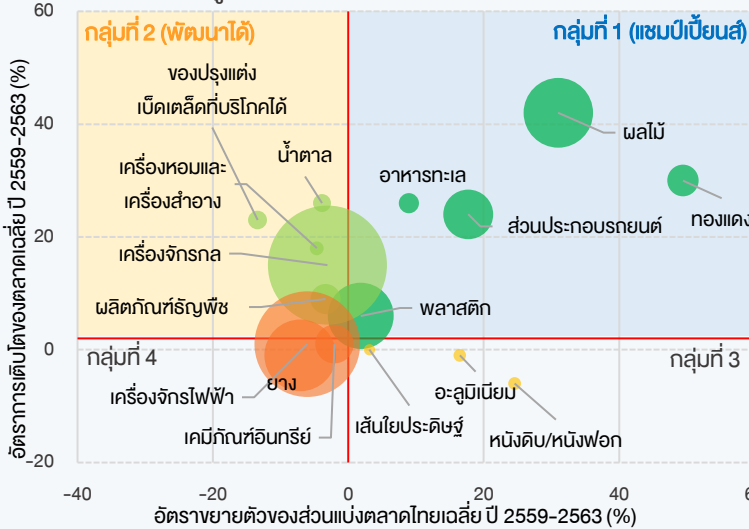 60
กลุ่มที่ 2 (พัฒนาได้)
กลุ่มที่ 1 (แชมป์เปี้ยนส์)
ของปรุงแต่ง
เบ็ดเตล็ดที่บริโภคได้
40
ผลไม้
น้ำตาล
เครื่องหอมและ
เครื่องสำอาง
อาหารทะเล
ส่วนประกอบรถยนต์
ทองแดง
20
เครื่องจักรกล
ผลิตภัณฑ์ธัญพืช
พลาสติก
0
กลุ่มที่ 4
กลุ่มที่ 3
ยาง
เครื่องจักรไฟฟ้า
อะลูมิเนียม
เคมีภัณฑ์อินทรีย์
เส้นใยประดิษฐ์
หนังดิบ/หนังฟอก
-20
-40
-20
0
20
40
อัตราการเติบโตของตลาดเฉลี่ย ปี 2559-2563 (%)
อัตราขยายตัวของส่วนแบ่งตลาดไทยเฉลี่ย ปี 2559-2563 (%)